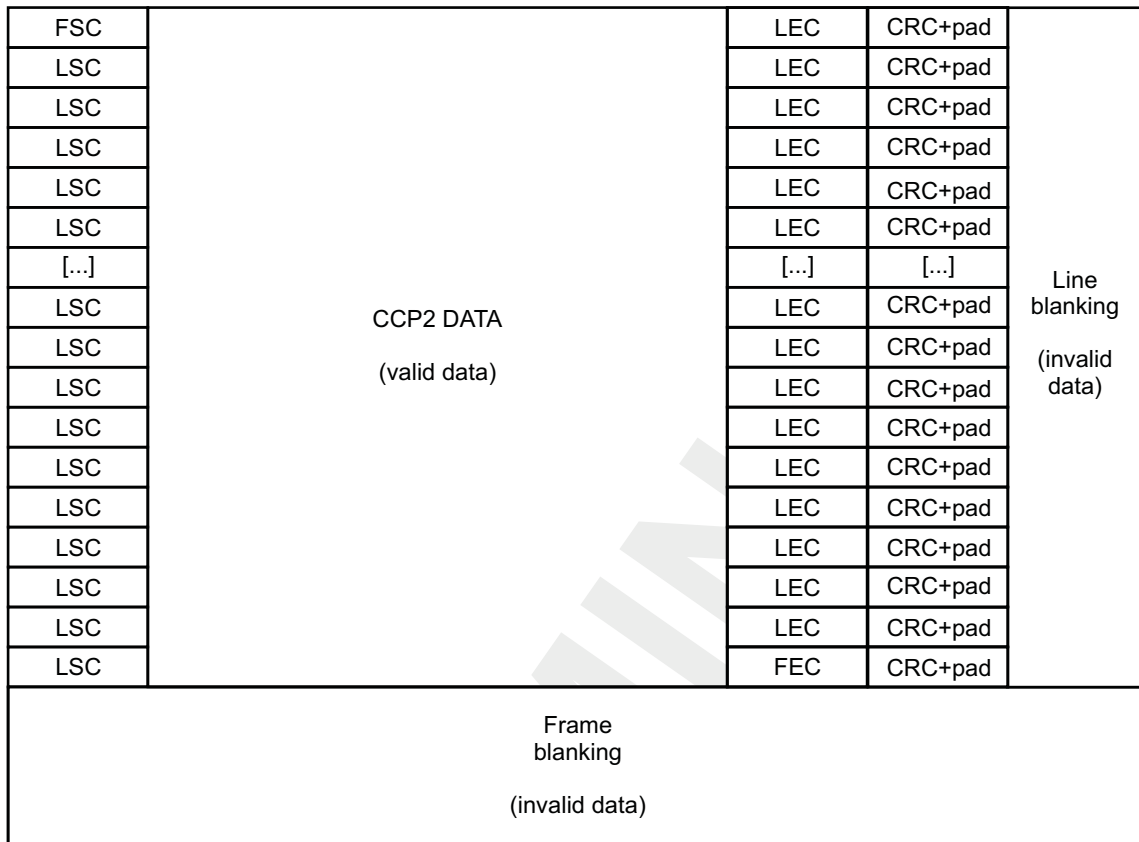 FSC LEC CRC+pad
LSC LEC CRC+pad
LSC LEC CRC+pad
LSC LEC CRC+pad
LSC LEC CRC+pad
LSC LEC CRC+pad
[...] [...] [...]
LSC LEC CRC+pad
LSC LEC CRC+pad
LSC LEC CRC+pad
LSC LEC CRC+pad
LSC LEC CRC+pad
LSC LEC CRC+pad
LSC LEC CRC+pad
LSC LEC CRC+pad
LSC LEC CRC+pad
LSC FEC CRC+pad
CCP2 DATA
(valid data)
Line
blanking
(invalid
data)
Frame
blanking
(invalid data)